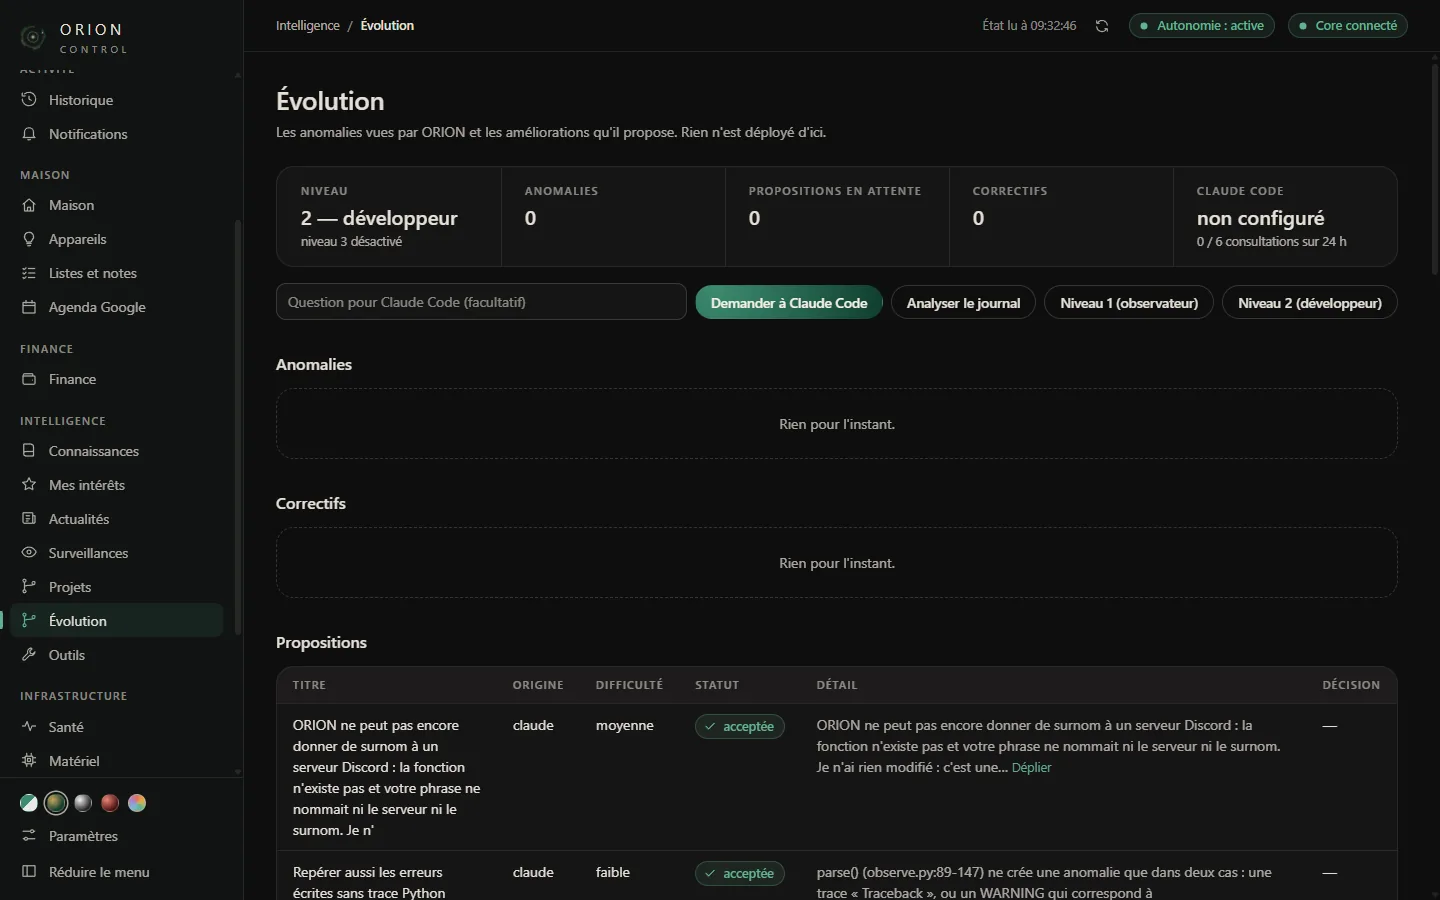 ORION
CONTROL
Historique
Notifications
MAISON
Maison
Appareils
Listes et notes
Agenda Google
FINANCE
Finance
INTELLIGENCE
Connaissances
Mes intérêts
Actualités
Surveillances
Projets
Évolution
Outils
INFRASTRUCTURE
Santé
Matériel
Paramètres
Réduire le menu
Intelligence / Évolution
État lu à 09:32:46
Autonomie : active
Core connecté
Évolution
Les anomalies vues par ORION et les améliorations qu'il propose. Rien n'est déployé d'ici.
NIVEAU
2 — développeur
niveau 3 désactivé
ANOMALIES
0
PROPOSITIONS EN ATTENTE
0
CORRECTIFS
0
CLAUDE CODE
non configuré
0 / 6 consultations sur 24 h
Question pour Claude Code (facultatif)
Demander à Claude Code
Analyser le journal
Niveau 1 (observateur)
Niveau 2 (développeur)
Anomalies
Rien pour l'instant.
Correctifs
Rien pour l'instant.
Propositions
TITRE ORIGINE DIFFICULTÉ STATUT DÉTAIL DÉCISION
ORION ne peut pas encore
donner de surnom à un
serveur Discord : la fonction
n'existe pas et votre phrase ne
nommait ni le serveur ni le
surnom. Je n'
claude
moyenne
acceptée
ORION ne peut pas encore donner de surnom à un serveur Discord : la
fonction n'existe pas et votre phrase ne nommait ni le serveur ni le surnom.
Je n'ai rien modifié : c'est une... Déplier
—
Repérer aussi les erreurs
écrites sans trace Python
claude
faible
acceptée
parse() (observe.py:89-147) ne crée une anomalie que dans deux cas : une
trace « Traceback », ou un WARNING qui correspond à
—